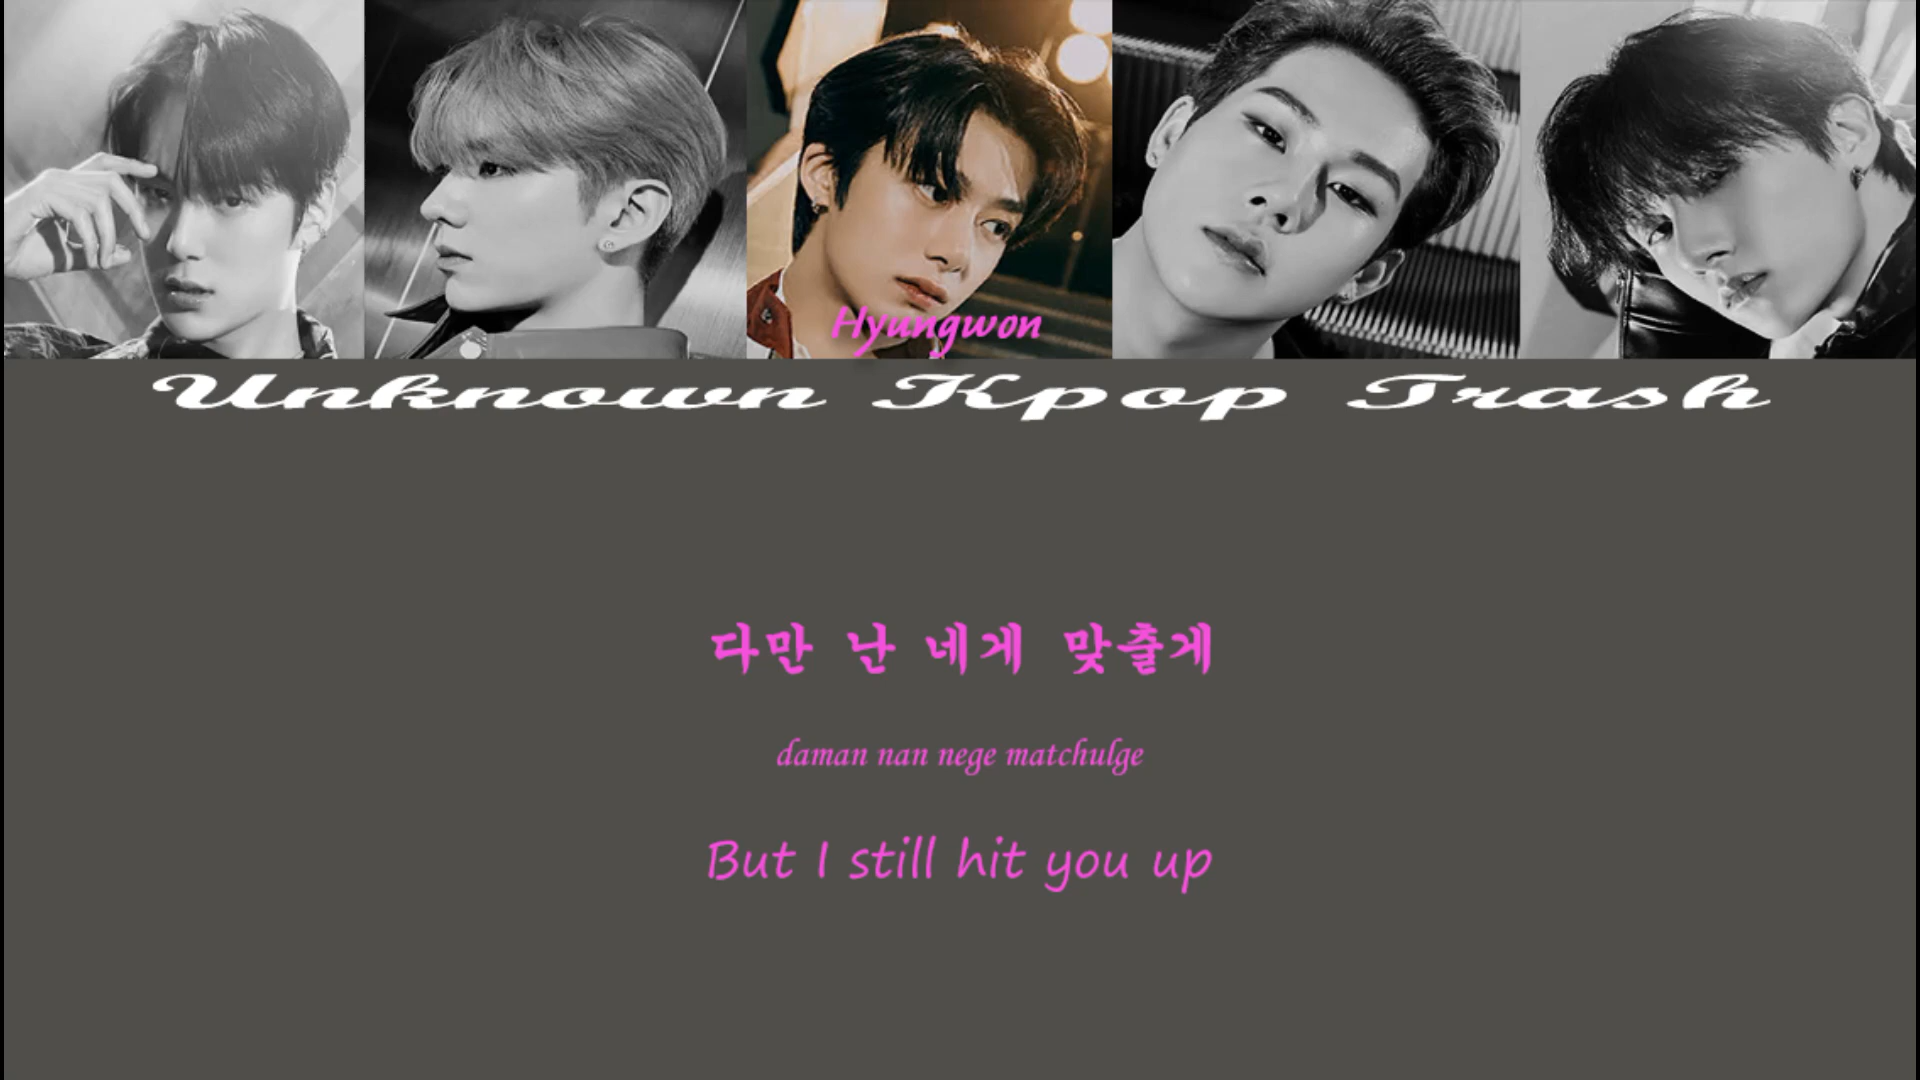 Hyungwon
Unknown Kpop Trash
다만 난 네게 맞출게
daman nan nege matchulge
But I still hit you up